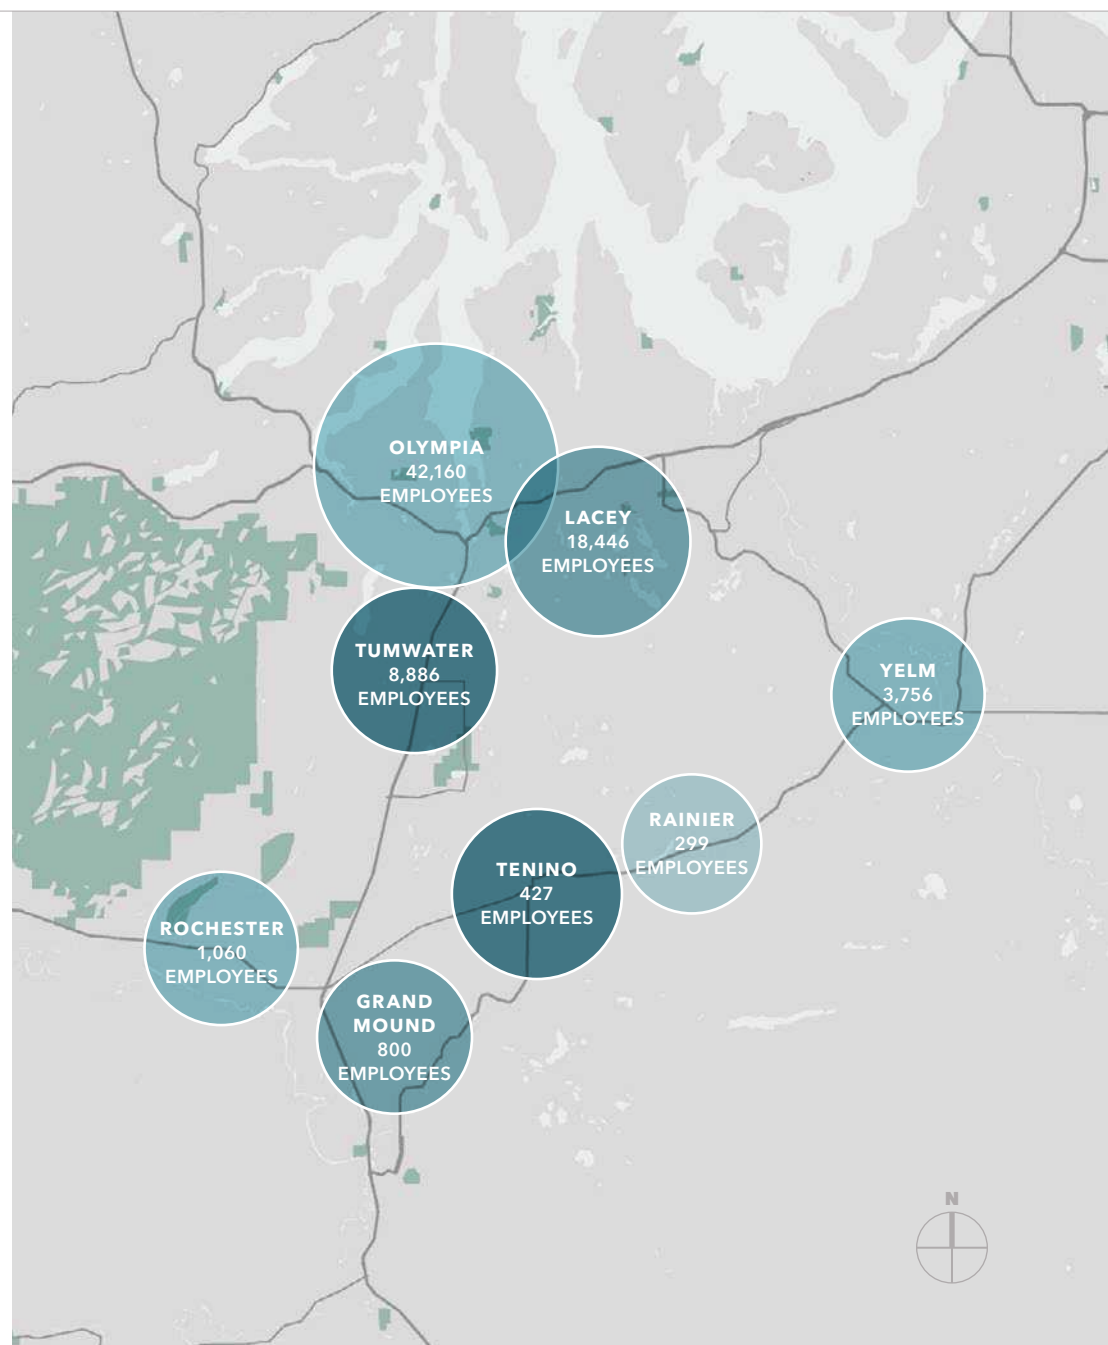 OLYMPIA
42,160
EMPLOYEES
LACEY
18,446
EMPLOYEES
TUMWATER
8,886
EMPLOYEES
YELM
3,756
EMPLOYEES
RAINIER
299
EMPLOYEES
TENINO
427
EMPLOYEES
ROCHESTER
1,060
EMPLOYEES
GRAND
MOUND
800
EMPLOYEES
N